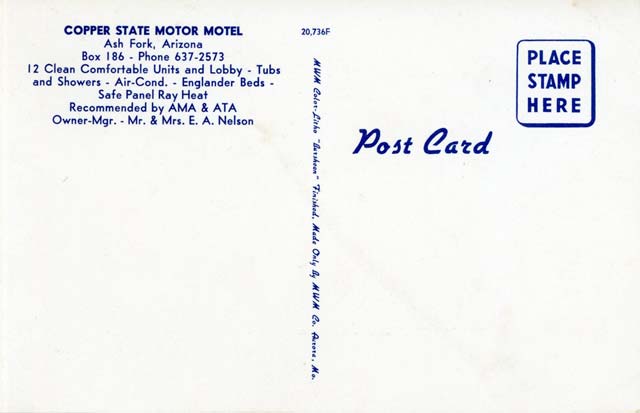 COPPER STATE MOTOR MOTEL
Ash Fork, Arizona
Box 186 - Phone 637-2573
12 Clean Comfortable Units and Lobby - Tubs
and Showers - Air-Cond. - Englander Beds -
Safe Panel Ray Heat
Recommended by AMA & ATA
Owner-Mgr. - Mr. & Mrs. E. A. Nelson
20,736F
MWM Color-Litho "Aursheen" Finished. Made Only By MWM Co. Aurora, Mo.
Post Card
PLACE
STAMP
HERE